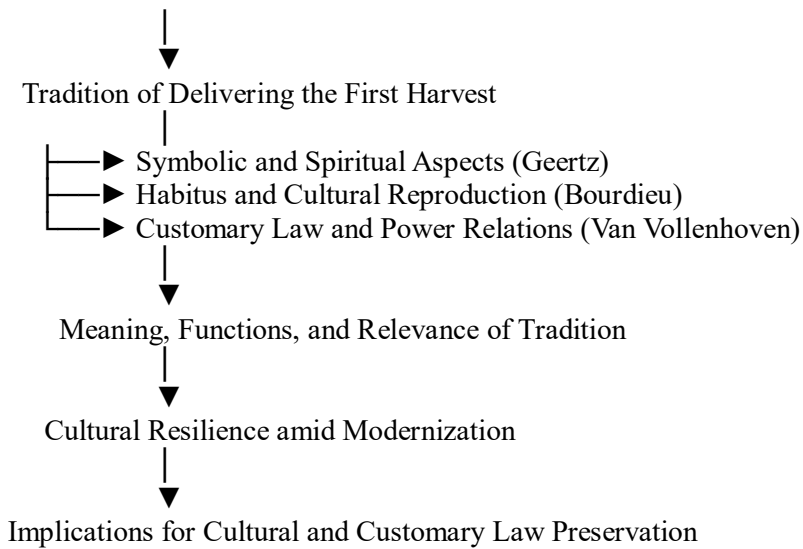 Tradition of Delivering the First Harvest
Symbolic and Spiritual Aspects (Geertz)
Habitus and Cultural Reproduction (Bourdieu)
Customary Law and Power Relations (Van Vollenhoven)
Meaning, Functions, and Relevance of Tradition
Cultural Resilience amid Modernization
Implications for Cultural and Customary Law Preservation